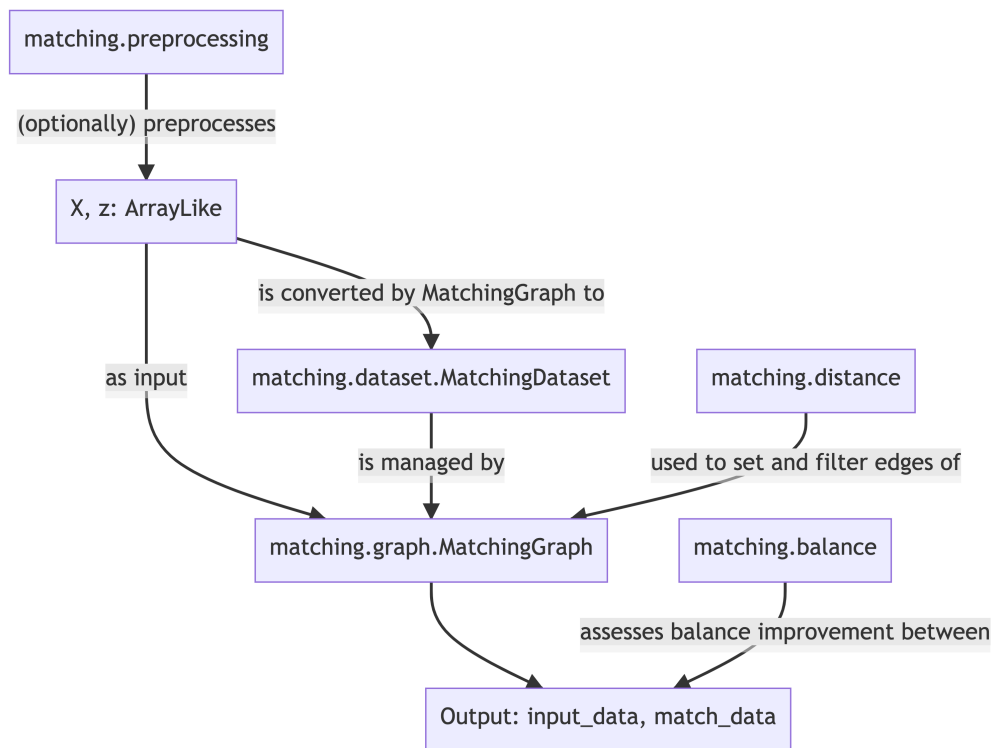 matching.preprocessing
(optionally) preprocesses
X, z: ArrayLike
is converted by MatchingGraph to
as input
matching.dataset.MatchingDataset
matching.distance
is managed by
used to set and filter edges of
matching.graph.MatchingGraph
matching.balance
assesses balance improvement between
Output: input_data, match_data